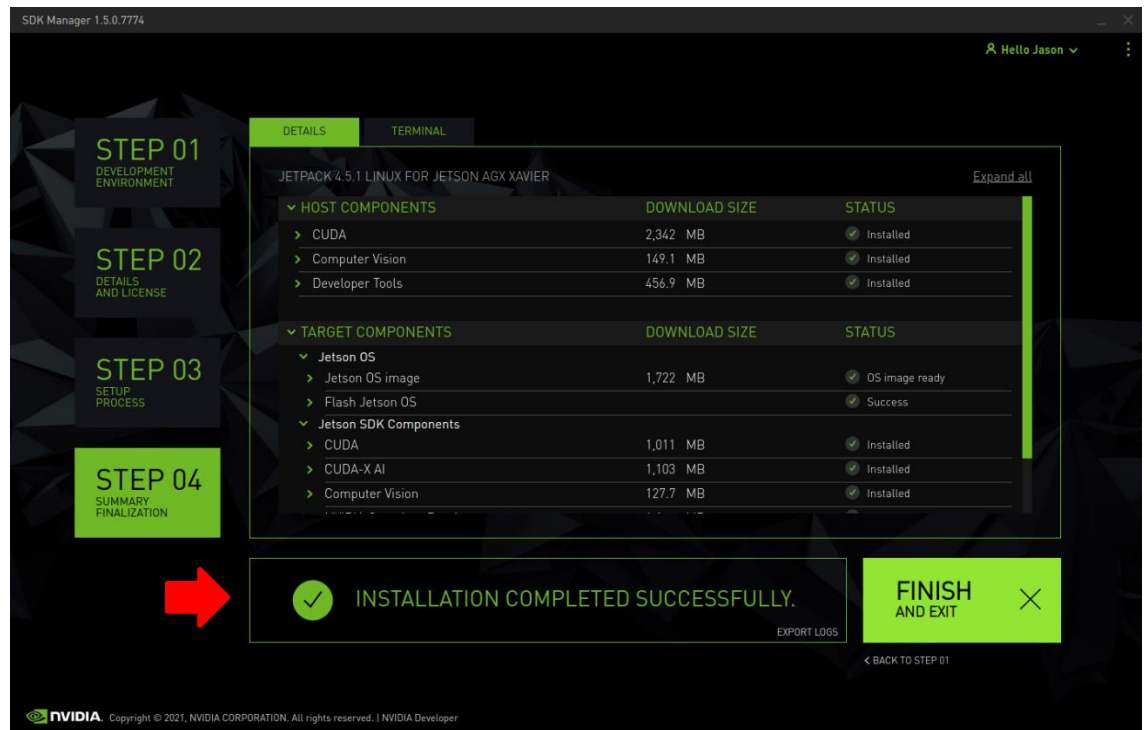 SDK Manager 1.5.0.7774
Hello Jason
STEP 01
DEVELOPMENT
ENVIRONMENT
STEP 02
DETAILS
AND LICENSE
STEP 03
SETUP
PROCESS
STEP 04
SUMMARY
FINALIZATION
DETAILS TERMINAL
JETPACK 4.5.1 LINUX FOR JETSON AGX XAVIER Expand all
HOST COMPONENTS DOWNLOAD SIZE STATUS
CUDA 2,342 MB Installed
Computer Vision 149.1 MB Installed
Developer Tools 456.9 MB Installed
TARGET COMPONENTS DOWNLOAD SIZE STATUS
Jetson OS
Jetson OS image 1,722 MB OS image ready
Flash Jetson OS Success
Jetson SDK Components
CUDA 1,011 MB Installed
CUDA-X AI 1,103 MB Installed
Computer Vision 127.7 MB Installed
INSTALLATION COMPLETED SUCCESSFULLY.
EXPORT LOGS
FINISH
AND EXIT
< BACK TO STEP 01
NVIDIA. Copyright © 2021, NVIDIA CORPORATION. All rights reserved. | NVIDIA Developer